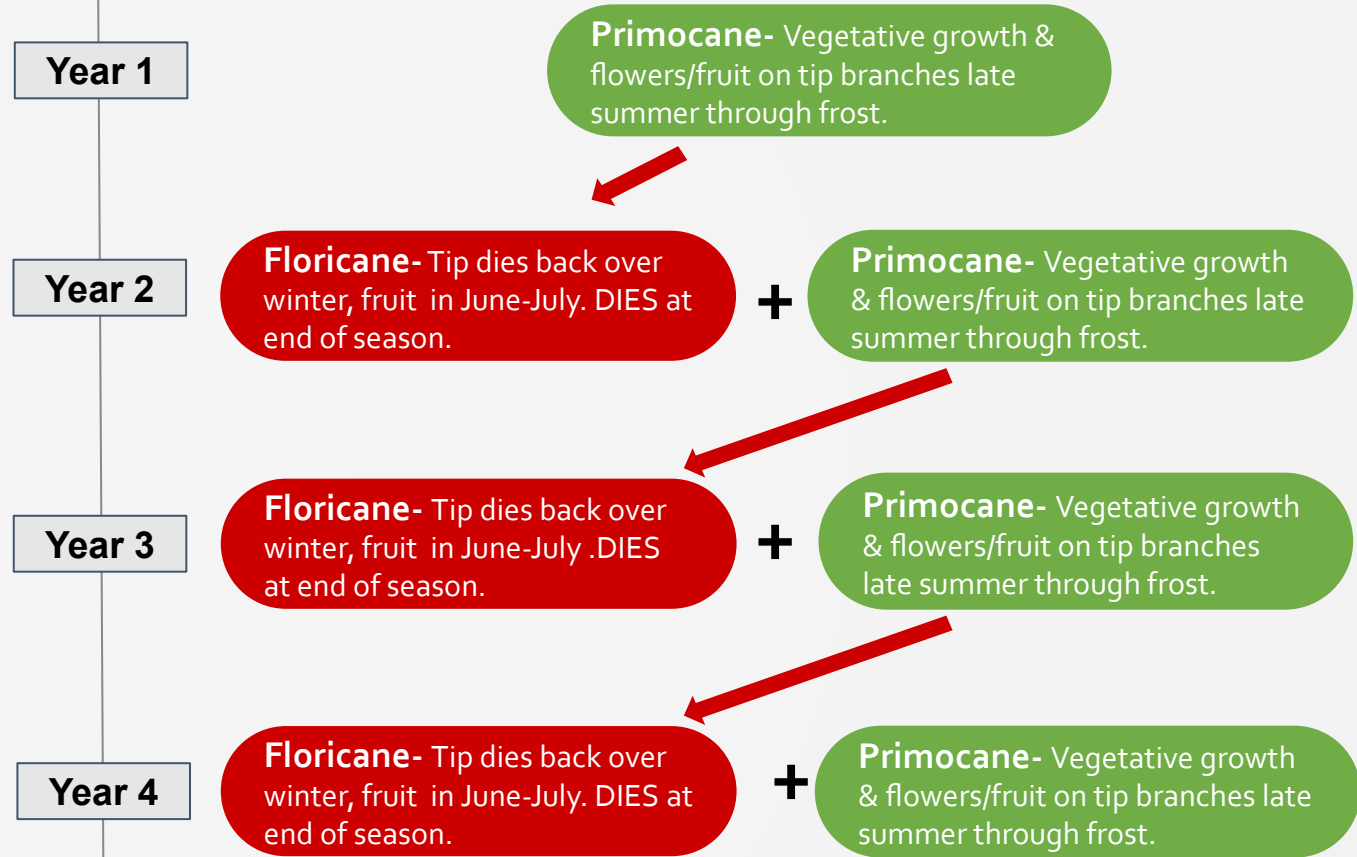 Year 1
Primocane- Vegetative growth &
flowers/fruit on tip branches late
summer through frost.
Year 2
Floricane- Tip dies back over
winter, fruit in June-July. DIES at
end of season.
+
Primocane- Vegetative growth
& flowers/fruit on tip branches late
summer through frost.
Year 3
Floricane- Tip dies back over
winter, fruit in June-July .DIES
at end of season.
+
Primocane- Vegetative growth
& flowers/fruit on tip branches
late summer through frost.
Year 4
Floricane- Tip dies back over
winter, fruit in June-July. DIES at
end of season.
+
Primocane- Vegetative growth
& flowers/fruit on tip branches late
summer through frost.